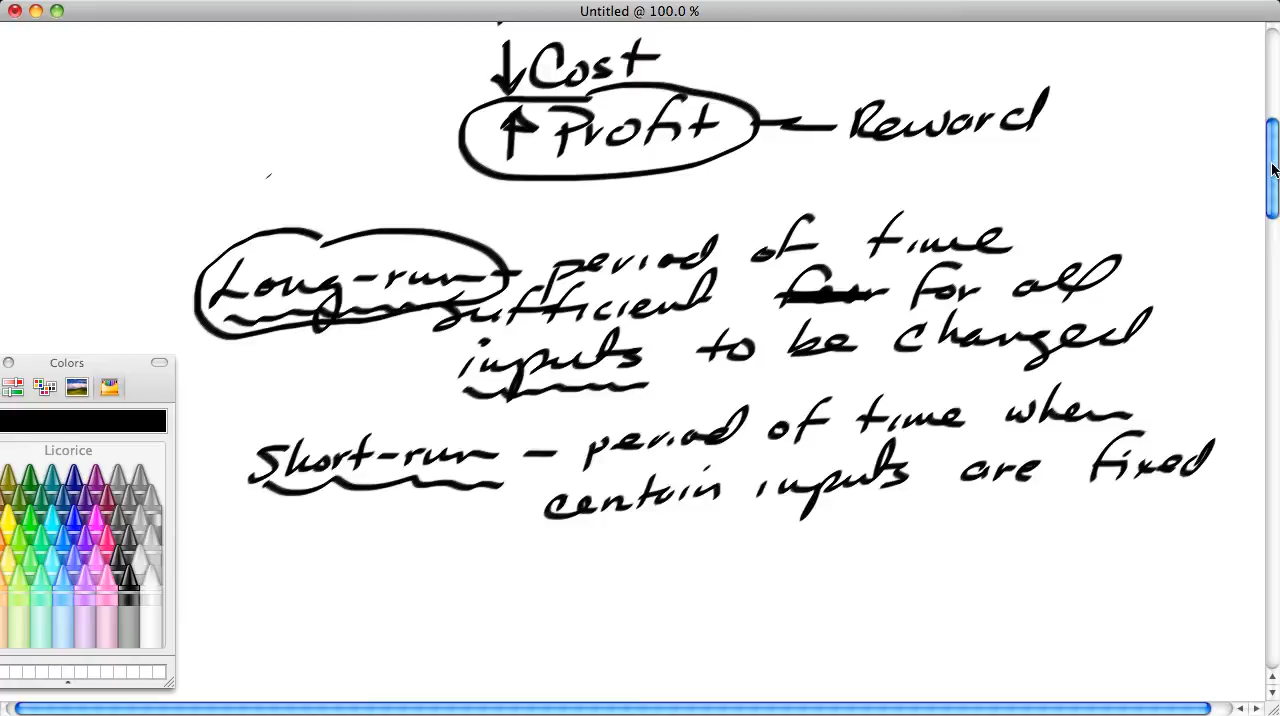 Untitled @ 100.0 %
↓ Cost
↑ Profit ← Reward
Long-run - period of time
sufficient for all
inputs to be changed
Short-run - period of time when
certain inputs are fixed
Colors
Licorice